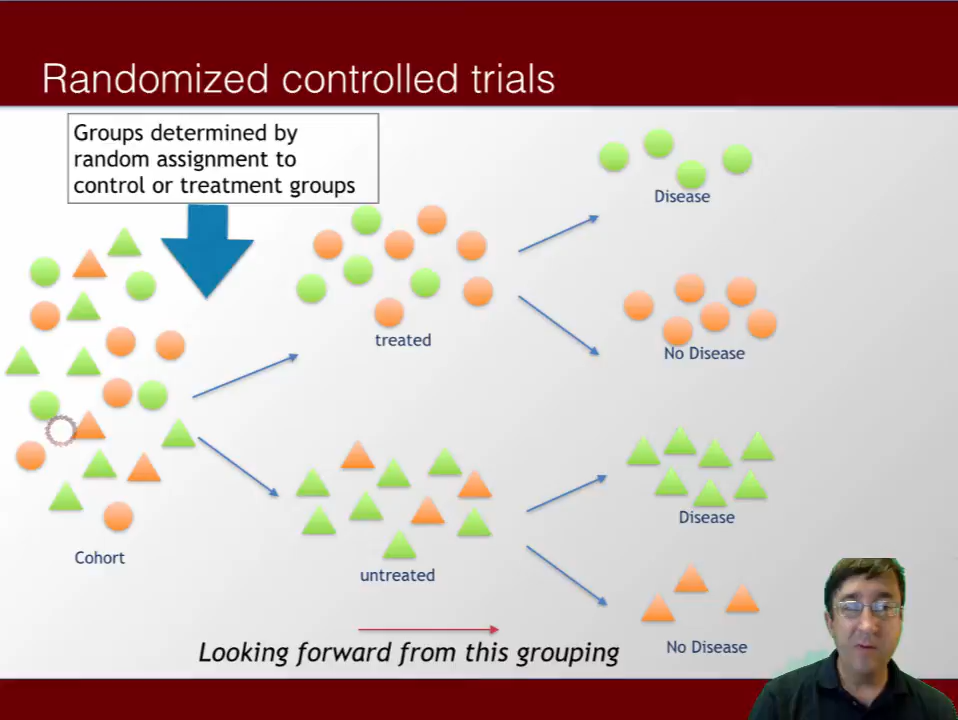 Randomized controlled trials
Groups determined by
random assignment to
control or treatment groups
Disease
treated
No Disease
Disease
Cohort
untreated
Looking forward from this grouping
No Disease